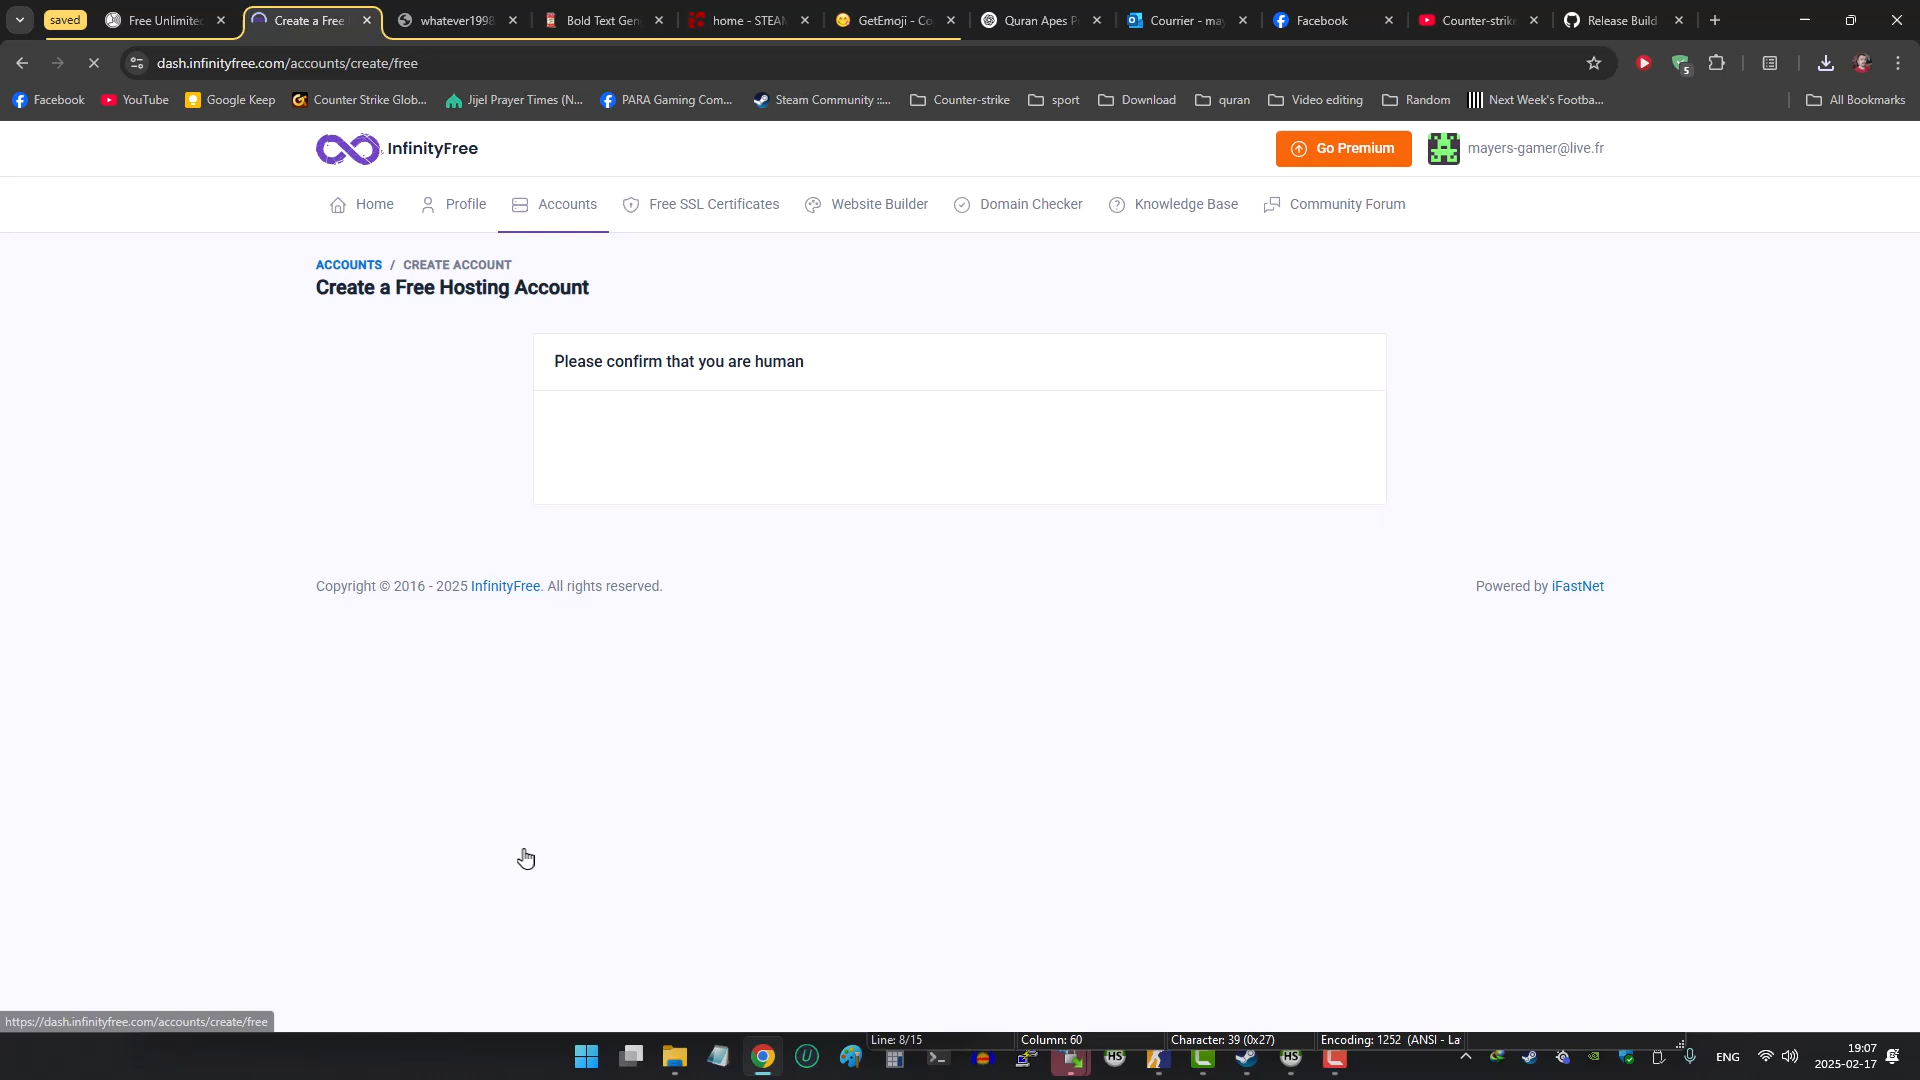 saved
Free Unlimited
Create a Free
whatever1998
Bold Text Gen
home - STEAM
GetEmoji - Co
Quran Apes P
Courrier - may
Facebook
Counter-strike
Release Build
dash.infinityfree.com/accounts/create/free
5
Facebook
YouTube
Google Keep
Counter Strike Glob...
Jijel Prayer Times (N...
PARA Gaming Com...
Steam Community ::...
Counter-strike
sport
Download
quran
Video editing
Random
Next Week's Footba...
All Bookmarks
InfinityFree
Go Premium
mayers-gamer@live.fr
Home
Profile
Accounts
Free SSL Certificates
Website Builder
Domain Checker
Knowledge Base
Community Forum
ACCOUNTS / CREATE ACCOUNT
Create a Free Hosting Account
Please confirm that you are human
Copyright © 2016 - 2025 InfinityFree. All rights reserved.
Powered by iFastNet
https://dash.infinityfree.com/accounts/create/free
Line: 8/15
Column: 60
Character: 39 (0x27)
Encoding: 1252 (ANSI - La
ENG
19:07
2025-02-17